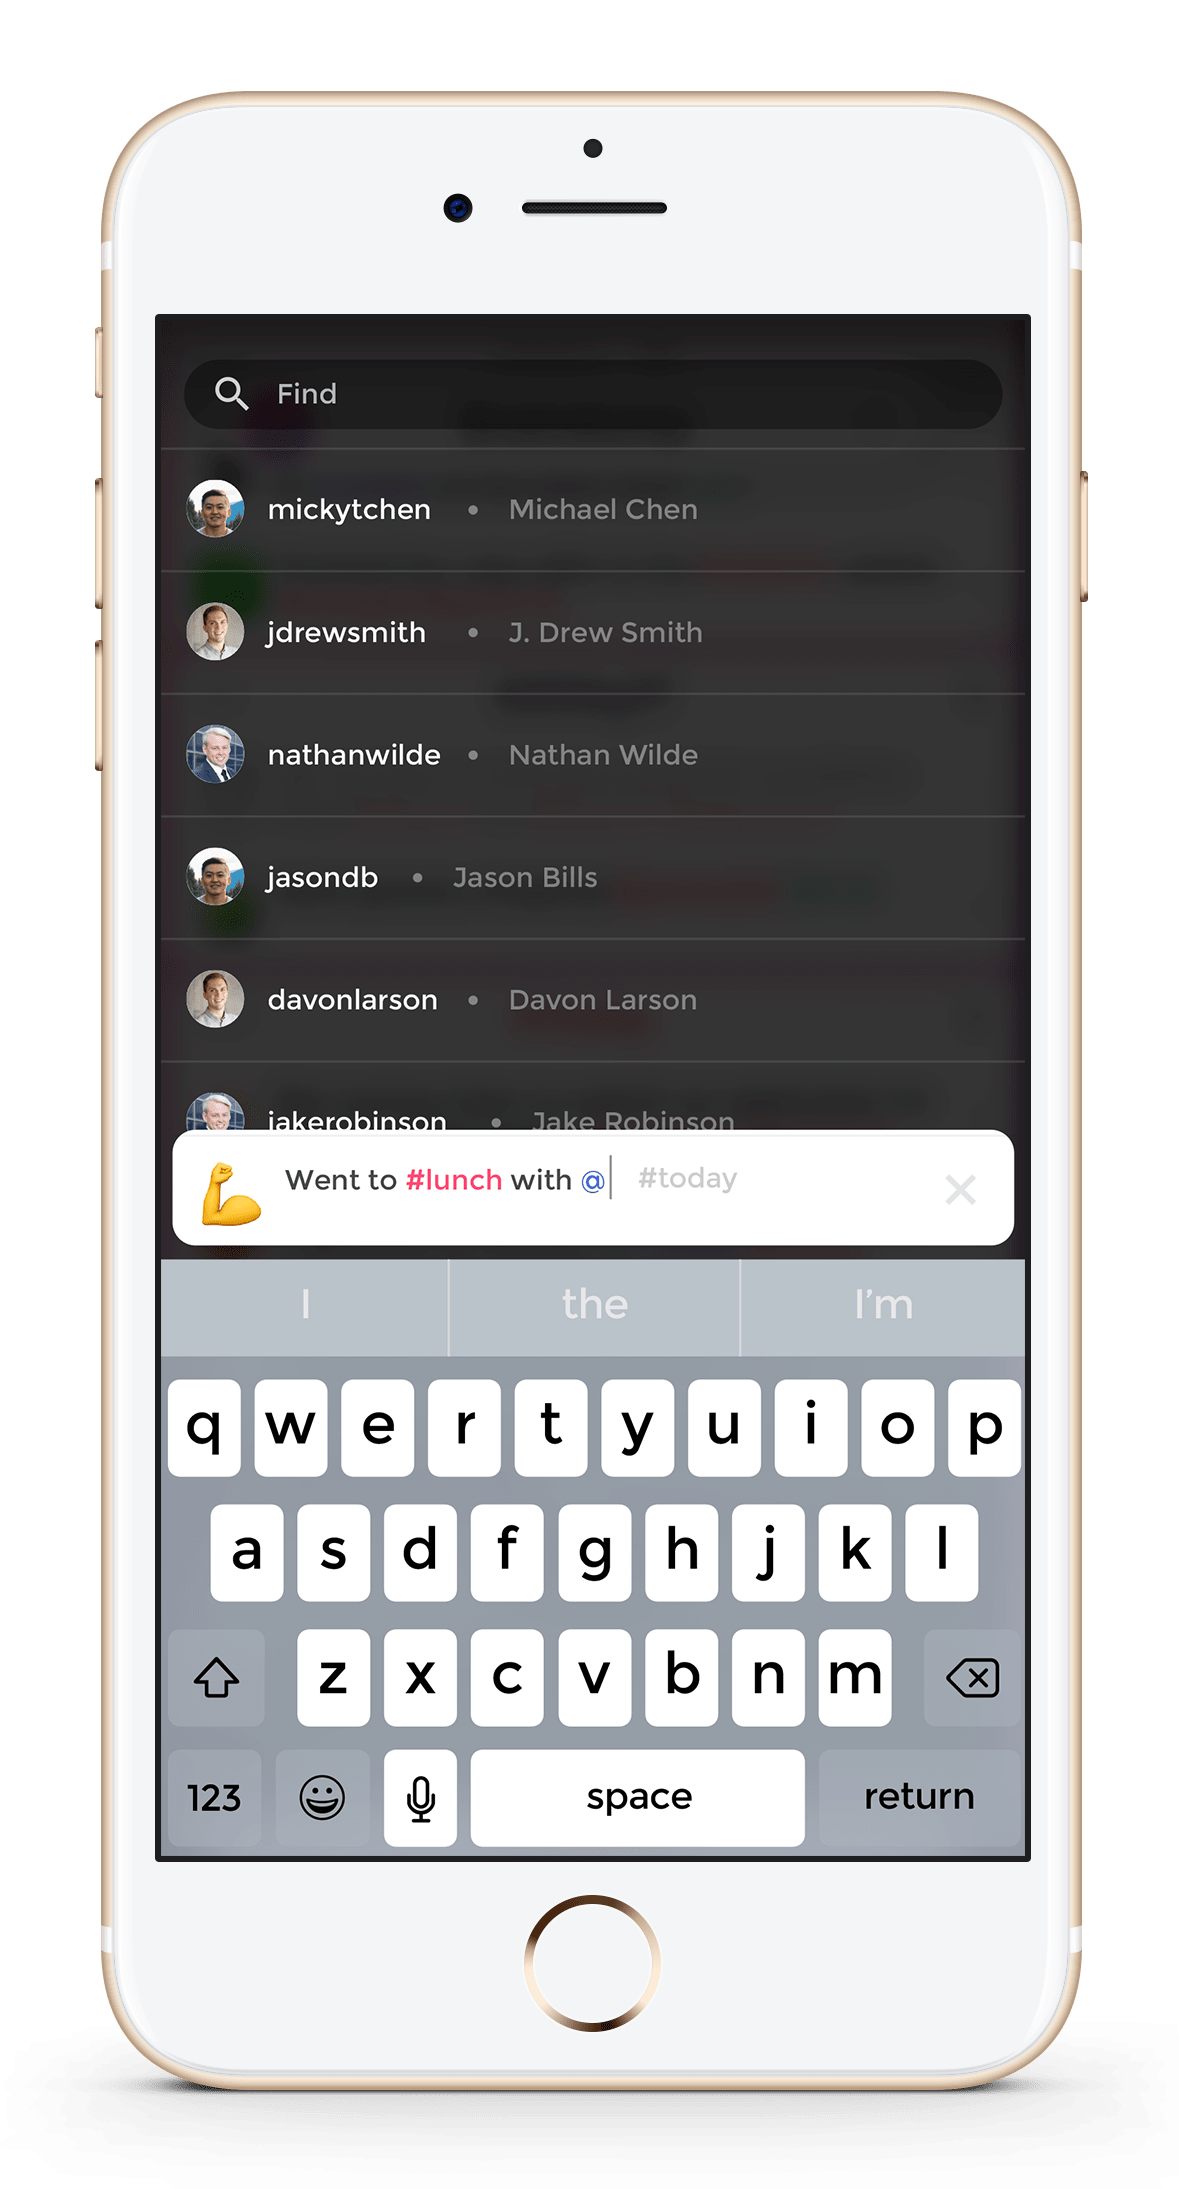 Find
mickytchen • Michael Chen
jdrewsmith • J. Drew Smith
nathanwilde • Nathan Wilde
jasondb • Jason Bills
davonlarson • Davon Larson
jakerobinson • Jake Robinson
Went to #lunch with @ #today
I the I’m
q w e r t y u i o p
a s d f g h j k l
z x c v b n m
123 space return